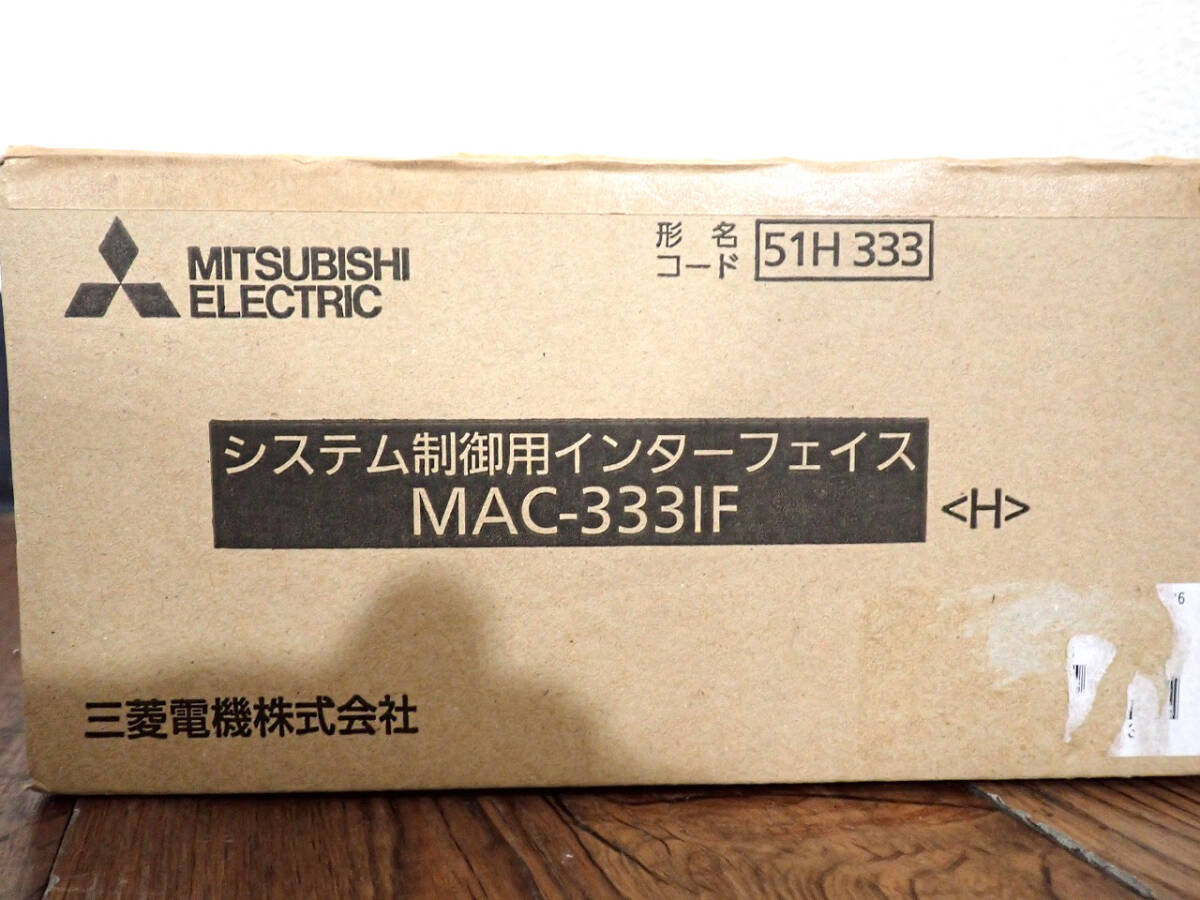 MITSUBISHI
ELECTRIC
形名
コード
51H 333
システム制御用インターフェイス
MAC-333IF
<H>
三菱電機株式会社